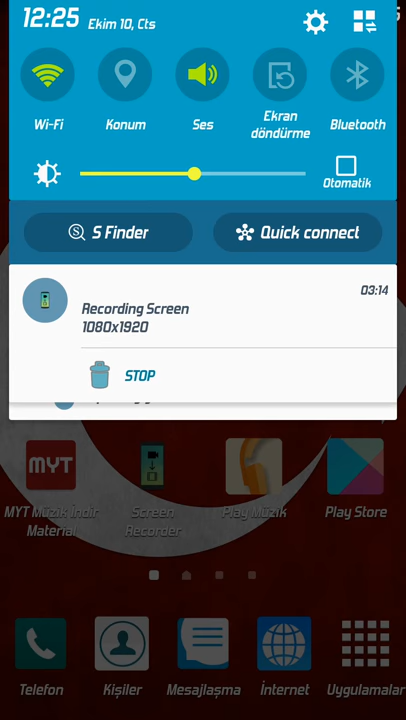 12:25 Ekim 10, Cts
Wi-Fi Konum Ses Ekran döndürme Bluetooth
Otomatik
S Finder Quick connect
03:14
Recording Screen
1080x1920
STOP
MYT
MYT Müzik İndir Material
Screen Recorder
Play Müzik
Play Store
Telefon Kişiler Mesajlaşma İnternet Uygulamalar